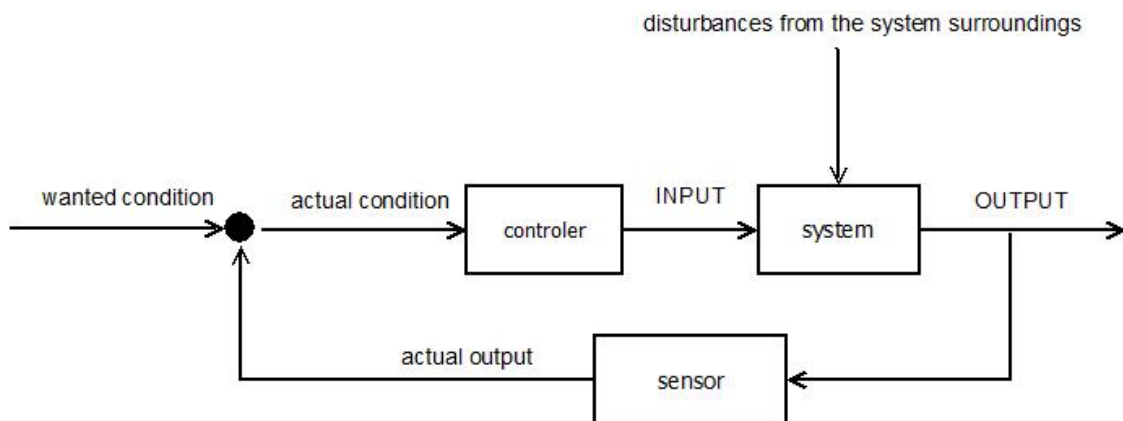 disturbances from the system surroundings
wanted condition
actual condition
controler
INPUT
system
OUTPUT
actual output
sensor